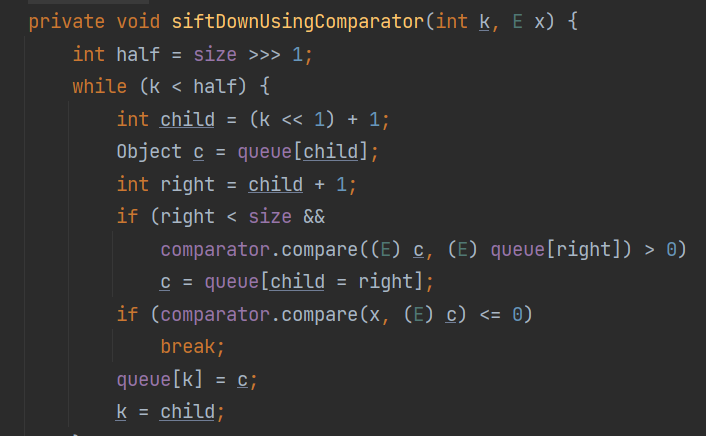 private void siftDownUsingComparator(int k, E x) {
    int half = size >>> 1;
    while (k < half) {
        int child = (k << 1) + 1;
        Object c = queue[child];
        int right = child + 1;
        if (right < size &&
            comparator.compare((E) c, (E) queue[right]) > 0)
            c = queue[child = right];
        if (comparator.compare(x, (E) c) <= 0)
            break;
        queue[k] = c;
        k = child;